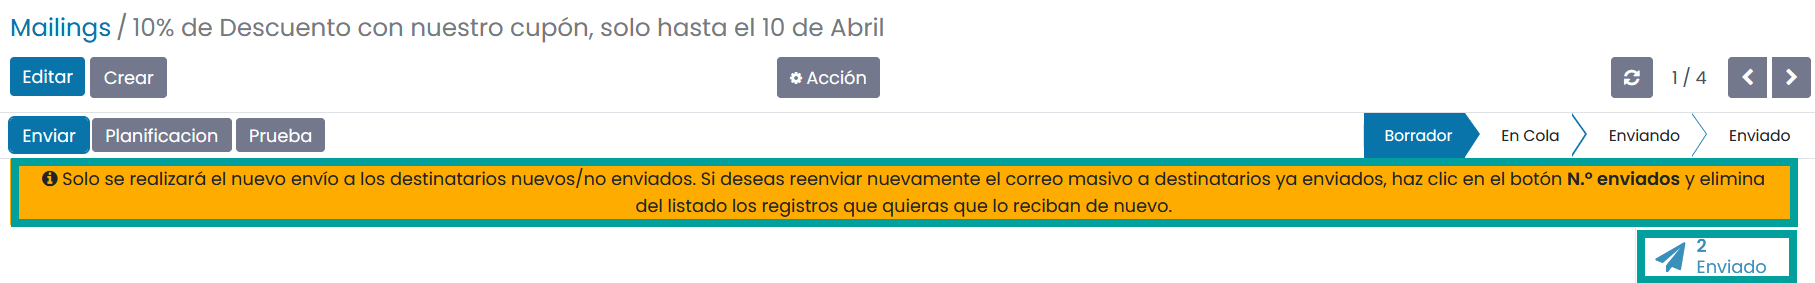 Mailings / 10% de Descuento con nuestro cupón, solo hasta el 10 de Abril
Editar Crear Acción 1 / 4
Enviar Planificacion Prueba Borrador En Cola Enviando Enviado
Solo se realizará el nuevo envío a los destinatarios nuevos/no enviados. Si deseas reenviar nuevamente el correo masivo a destinatarios ya enviados, haz clic en el botón N.º enviados y elimina
del listado los registros que quieras que lo reciban de nuevo.
2
Enviado